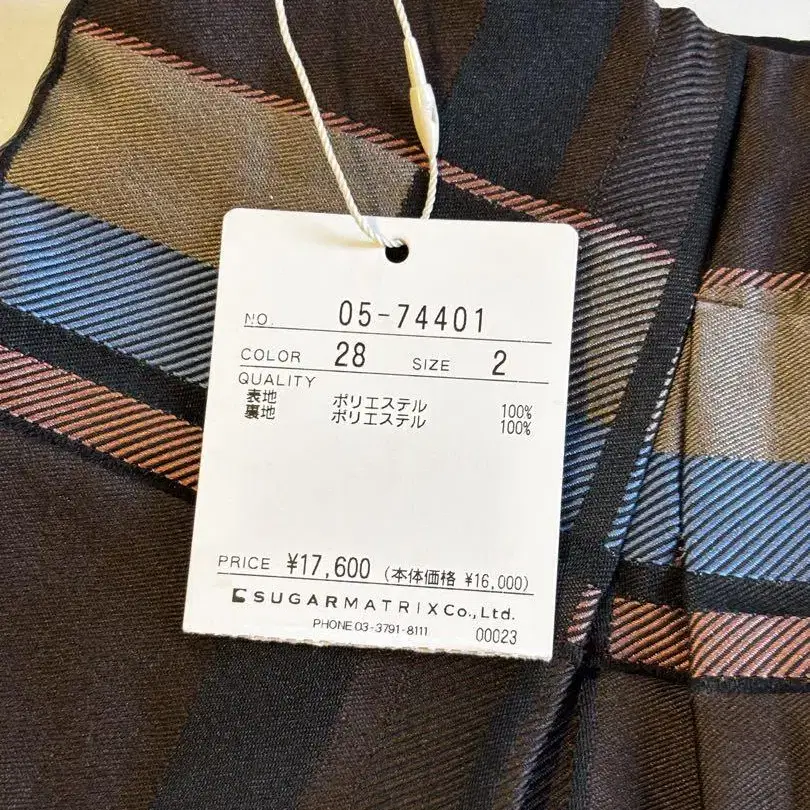 NO. 05-74401
COLOR 28 SIZE 2
QUALITY
表地 ポリエステル 100%
裏地 ポリエステル 100%
PRICE ¥17,600 (本体価格 ¥16,000)
SUGARMATRIX Co., Ltd.
PHONE 03-3791-8111 00023